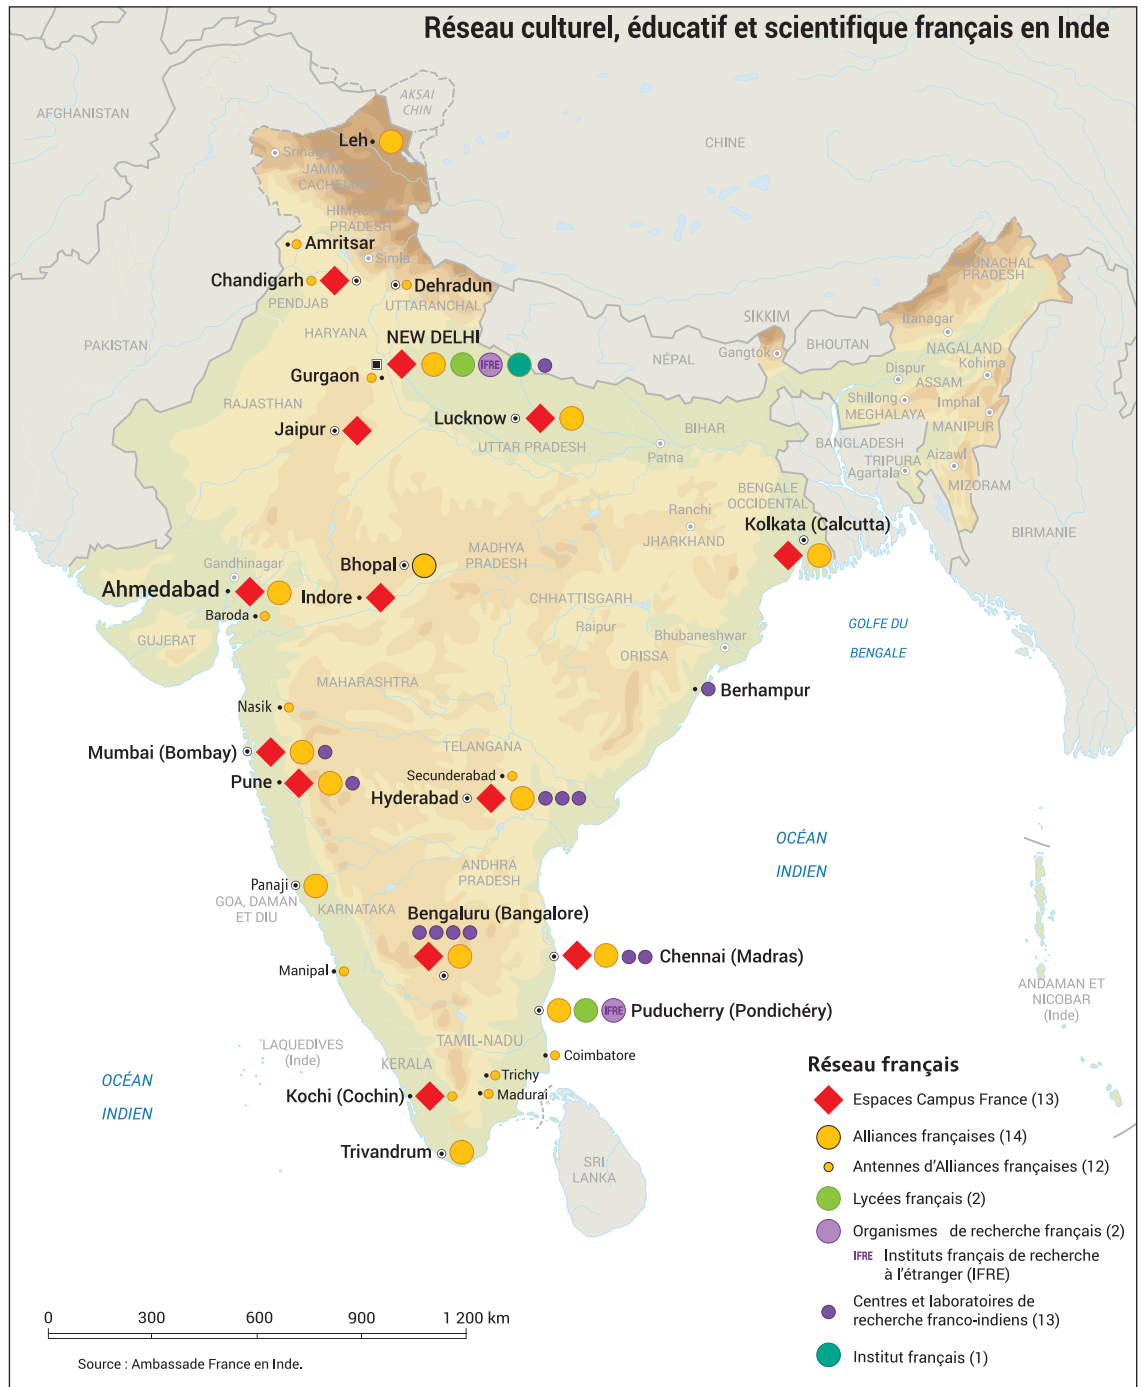 Réseau culturel, éducatif et scientifique français en Inde
AFGHANISTAN
AKSAI
CHIN
CHINE
Leh
Srinagar
JAMMU-ET-
CACHEMIRE
HIMACHAL
PRADESH
Amritsar
Simla
Chandigarh
Dehradun
PENDJAB
UTTARANCHAL
ARUNACHAL
PRADESH
HARYANA
NEW DELHI
IFRE
PAKISTAN
Gurgaon
NÉPAL
SIKKIM
Gangtok
BHOUTAN
Itanagar
NAGALAND
Kohima
Dispur
ASSAM
Shillong
MEGHALAYA
Imphal
MANIPUR
RAJASTHAN
Jaipur
Lucknow
UTTAR PRADESH
BIHAR
Patna
BANGLADESH
TRIPURA
Agartala
Aizawl
MIZORAM
BENGALE
OCCIDENTAL
Ranchi
JHARKHAND
Kolkata (Calcutta)
BIRMANIE
Gandhinagar
Bhopal
MADHYA
PRADESH
Ahmedabad
Indore
Baroda
CHHATTISGARH
Raipur
GUJERAT
Bhubaneshwar
ORISSA
GOLFE DU
BENGALE
MAHARASHTRA
Berhampur
Nasik
Mumbai (Bombay)
TELANGANA
Pune
Secunderabad
Hyderabad
OCÉAN
INDIEN
ANDHRA
PRADESH
Panaji
GOA, DAMAN
ET DIU
KARNATAKA
Bengaluru (Bangalore)
Chennai (Madras)
Manipal
ANDAMAN ET
NICOBAR
(Inde)
Puducherry (Pondichéry)
IFRE
TAMIL-NADU
LAQUEDIVES
(Inde)
KERALA
Coimbatore
Trichy
Madurai
OCÉAN
INDIEN
Kochi (Cochin)
Trivandrum
SRI
LANKA
Réseau français
Espaces Campus France (13)
Alliances françaises (14)
Antennes d'Alliances françaises (12)
Lycées français (2)
Organismes de recherche français (2)
IFRE Instituts français de recherche
à l'étranger (IFRE)
Centres et laboratoires de
recherche franco-indiens (13)
Institut français (1)
0 300 600 900 1 200 km
Source : Ambassade France en Inde.